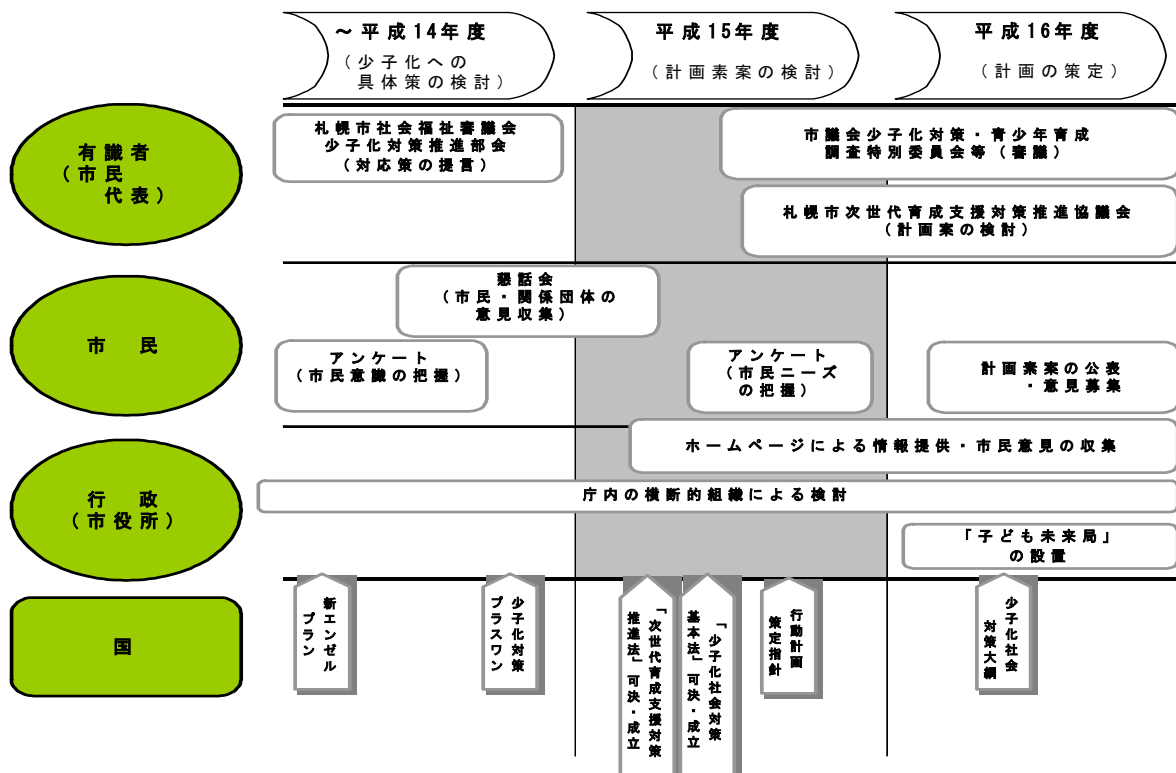 ～平成14年度
（少子化への
具体策の検討）
平成15年度
（計画素案の検討）
平成16年度
（計画の策定）
有識者
（市民
代表）
札幌市社会福祉審議会
少子化対策推進部会
（対応策の提言）
市議会少子化対策・青少年育成
調査特別委員会等（審議）
札幌市次世代育成支援対策推進協議会
（計画案の検討）
市　民
懇話会
（市民・関係団体の
意見収集）
アンケート
（市民意識の把握）
アンケート
（市民ニーズ
の把握）
計画素案の公表
・意見募集
行　政
（市役所）
ホームページによる情報提供・市民意見の収集
庁内の横断的組織による検討
「子ども未来局」
の設置
国
新エンゼル
プラン
少子化対策
プラスワン
「次世代育成支援対策
推進法」可決・成立
「少子化社会対策
基本法」可決・成立
行動計画
策定指針
少子化社会
対策大綱